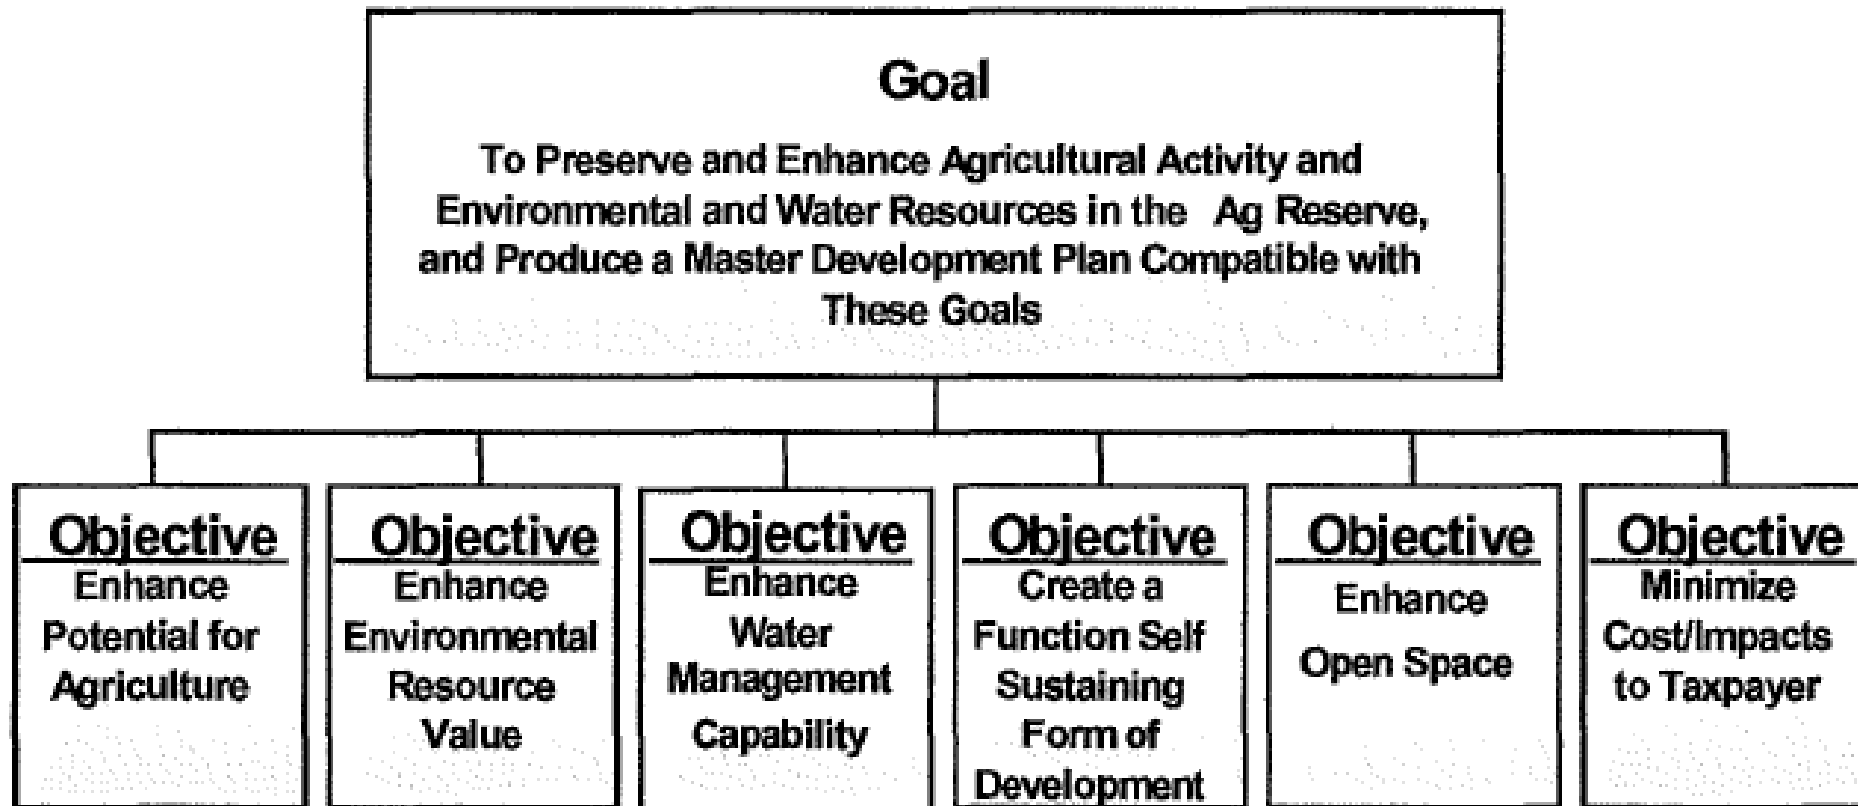 Goal
To Preserve and Enhance Agricultural Activity and
Environmental and Water Resources in the Ag Reserve,
and Produce a Master Development Plan Compatible with
These Goals
Objective
Enhance
Potential for
Agriculture
Objective
Enhance
Environmental
Resource
Value
Objective
Enhance
Water
Management
Capability
Objective
Create a
Function Self
Sustaining
Form of
Development
Objective
Enhance
Open Space
Objective
Minimize
Cost/Impacts
to Taxpayer